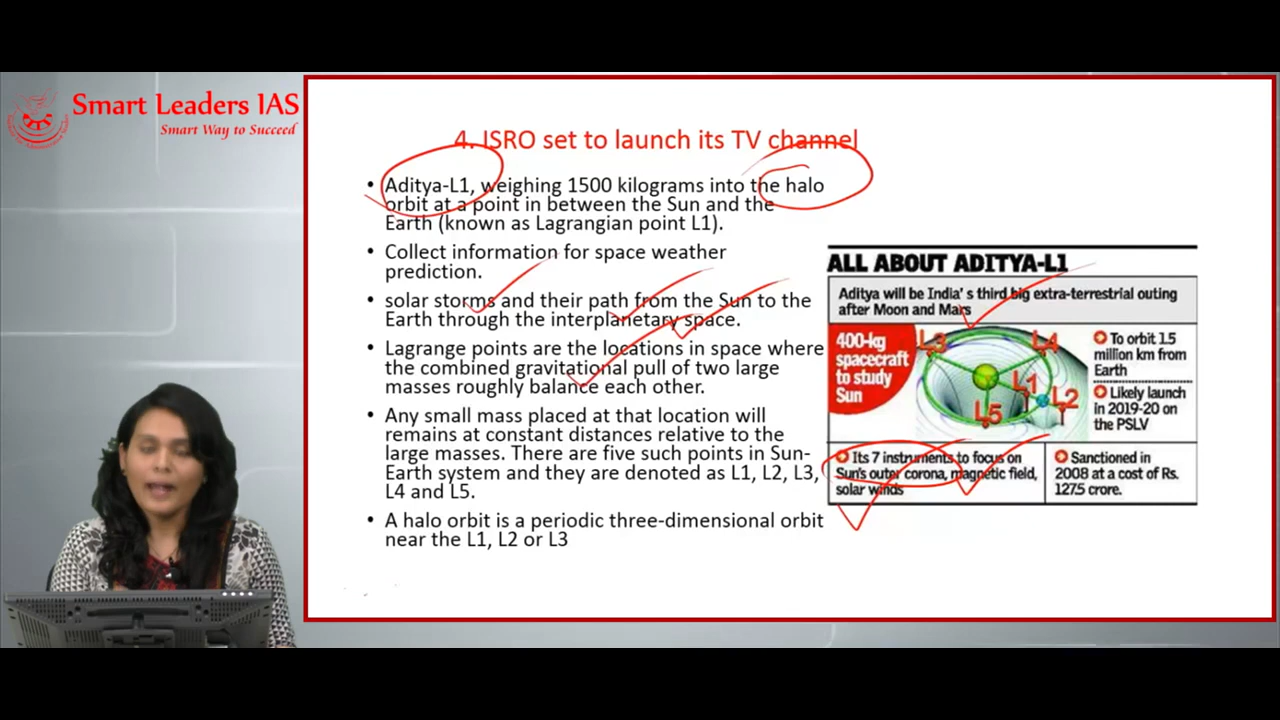 Smart Leaders IAS
Smart Way to Succeed
4. ISRO set to launch its TV channel
• Aditya-L1, weighing 1500 kilograms into the halo
orbit at a point in between the Sun and the
Earth (known as Lagrangian point L1).
• Collect information for space weather
prediction.
• solar storms and their path from the Sun to the
Earth through the interplanetary space.
• Lagrange points are the locations in space where
the combined gravitational pull of two large
masses roughly balance each other.
• Any small mass placed at that location will
remains at constant distances relative to the
large masses. There are five such points in Sun-
Earth system and they are denoted as L1, L2, L3,
L4 and L5.
• A halo orbit is a periodic three-dimensional orbit
near the L1, L2 or L3
ALL ABOUT ADITYA-L1
Aditya will be India's third big extra-terrestrial outing
after Moon and Mars
400-kg
spacecraft
to study
Sun
L3
L4
L1
L2
L5
To orbit 1.5
million km from
Earth
Likely launch
in 2019-20 on
the PSLV
Its 7 instruments to focus on
Sun's outer corona, magnetic field,
solar winds
Sanctioned in
2008 at a cost of Rs.
127.5 crore.